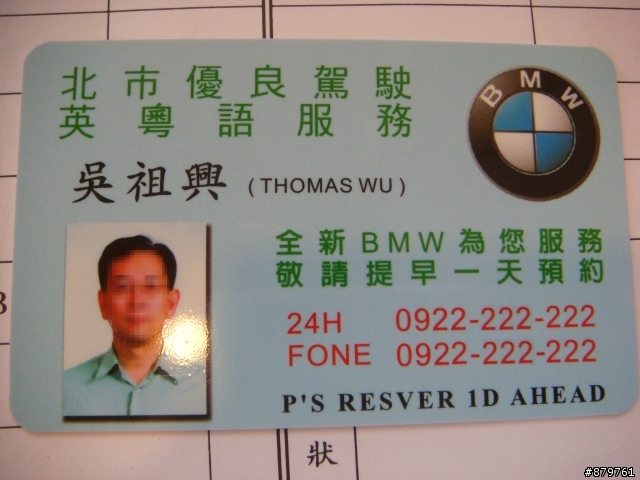 北市優良駕駛
英粵語服務
BMW
吳祖興 (THOMAS WU)
全新BMW為您服務
敬請提早一天預約
24H 0922-222-222
FONE 0922-222-222
P'S RESVER 1D AHEAD
狀
#879761